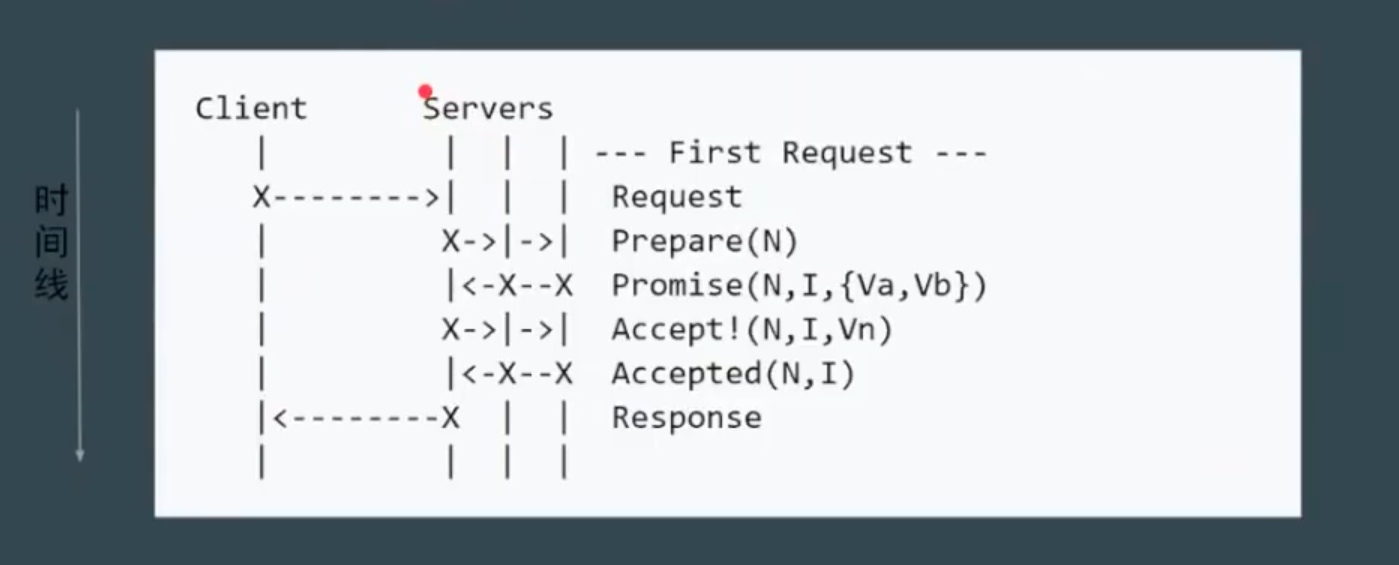 时间线
Client      Servers
   |         |  |  | --- First Request ---
   X-------->|  |  |  Request
   |         X->|->|  Prepare(N)
   |         |<-X--X  Promise(N,I,{Va,Vb})
   |         X->|->|  Accept!(N,I,Vn)
   |         |<-X--X  Accepted(N,I)
   |<--------X  |  |  Response
   |         |  |  |